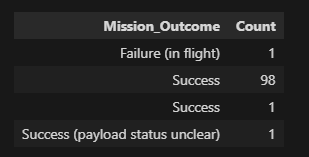 Mission_Outcome Count
Failure (in flight) 1
Success 98
Success 1
Success (payload status unclear) 1